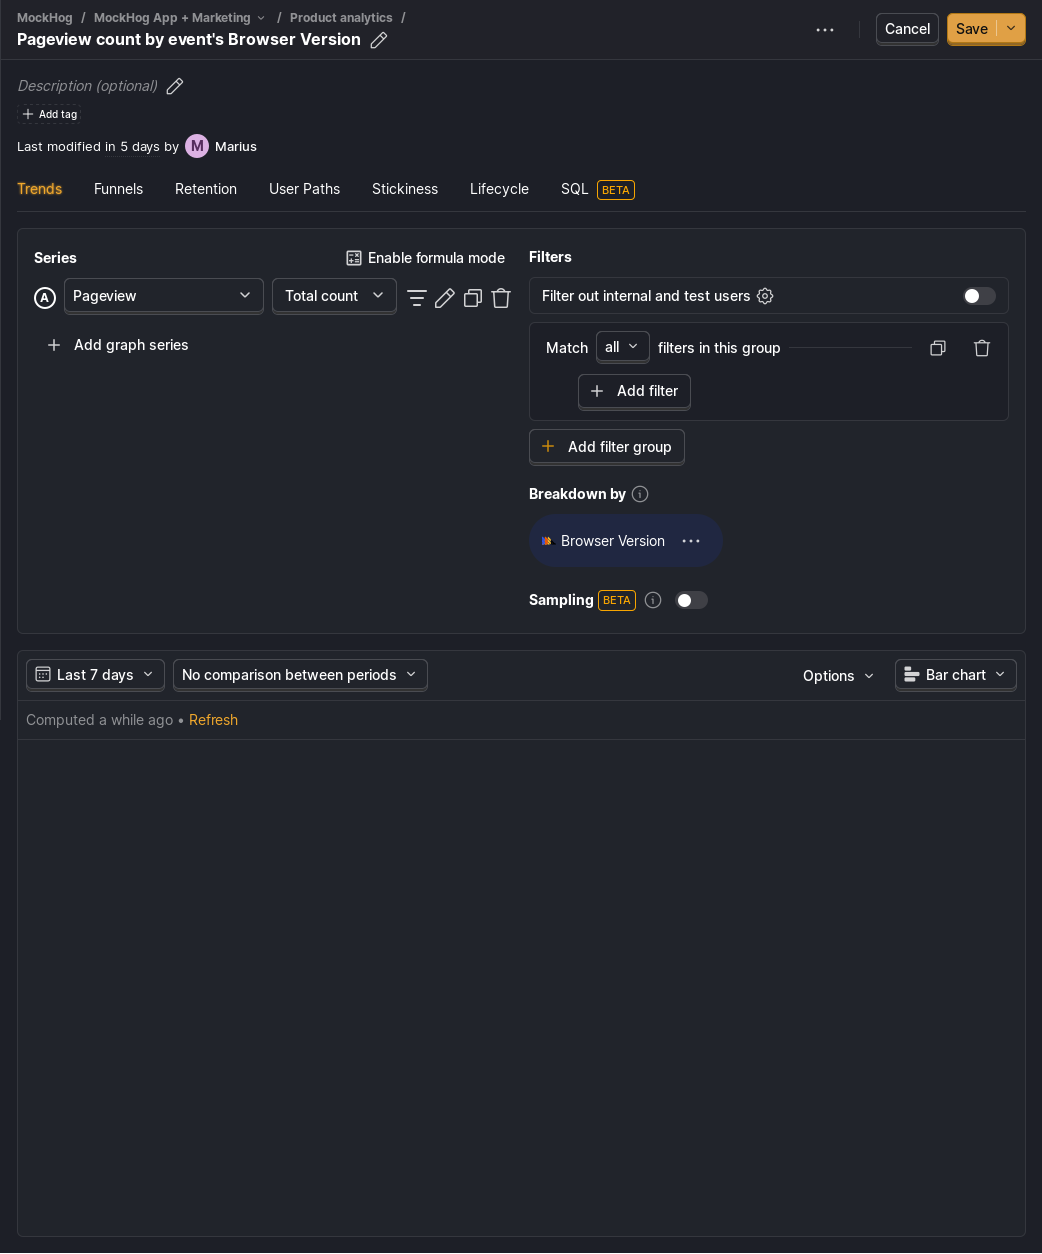 MockHog / MockHog App + Marketing / Product analytics /
Pageview count by event's Browser Version
Cancel
Save
Description (optional)
Add tag
Last modified in 5 days by M Marius
Trends Funnels Retention User Paths Stickiness Lifecycle SQL BETA
Series
Enable formula mode
A Pageview Total count
Add graph series
Filters
Filter out internal and test users
Match all filters in this group
Add filter
Add filter group
Breakdown by
Browser Version
Sampling BETA
Last 7 days No comparison between periods Options Bar chart
Computed a while ago • Refresh